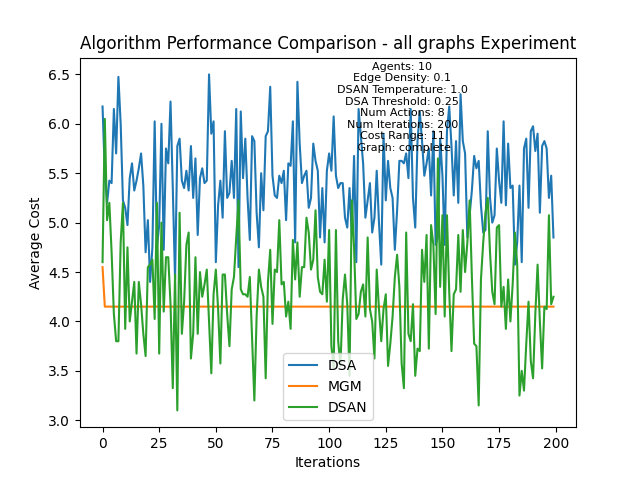 Algorithm Performance Comparison - all graphs Experiment
Agents: 10
Edge Density: 0.1
DSAN Temperature: 1.0
DSA Threshold: 0.25
Num Actions: 8
Num Iterations: 200
Cost Range: 11
Graph: complete
Average Cost
6.5
6.0
5.5
5.0
4.5
4.0
3.5
3.0
DSA
MGM
DSAN
0
25
50
75
100
125
150
175
200
Iterations